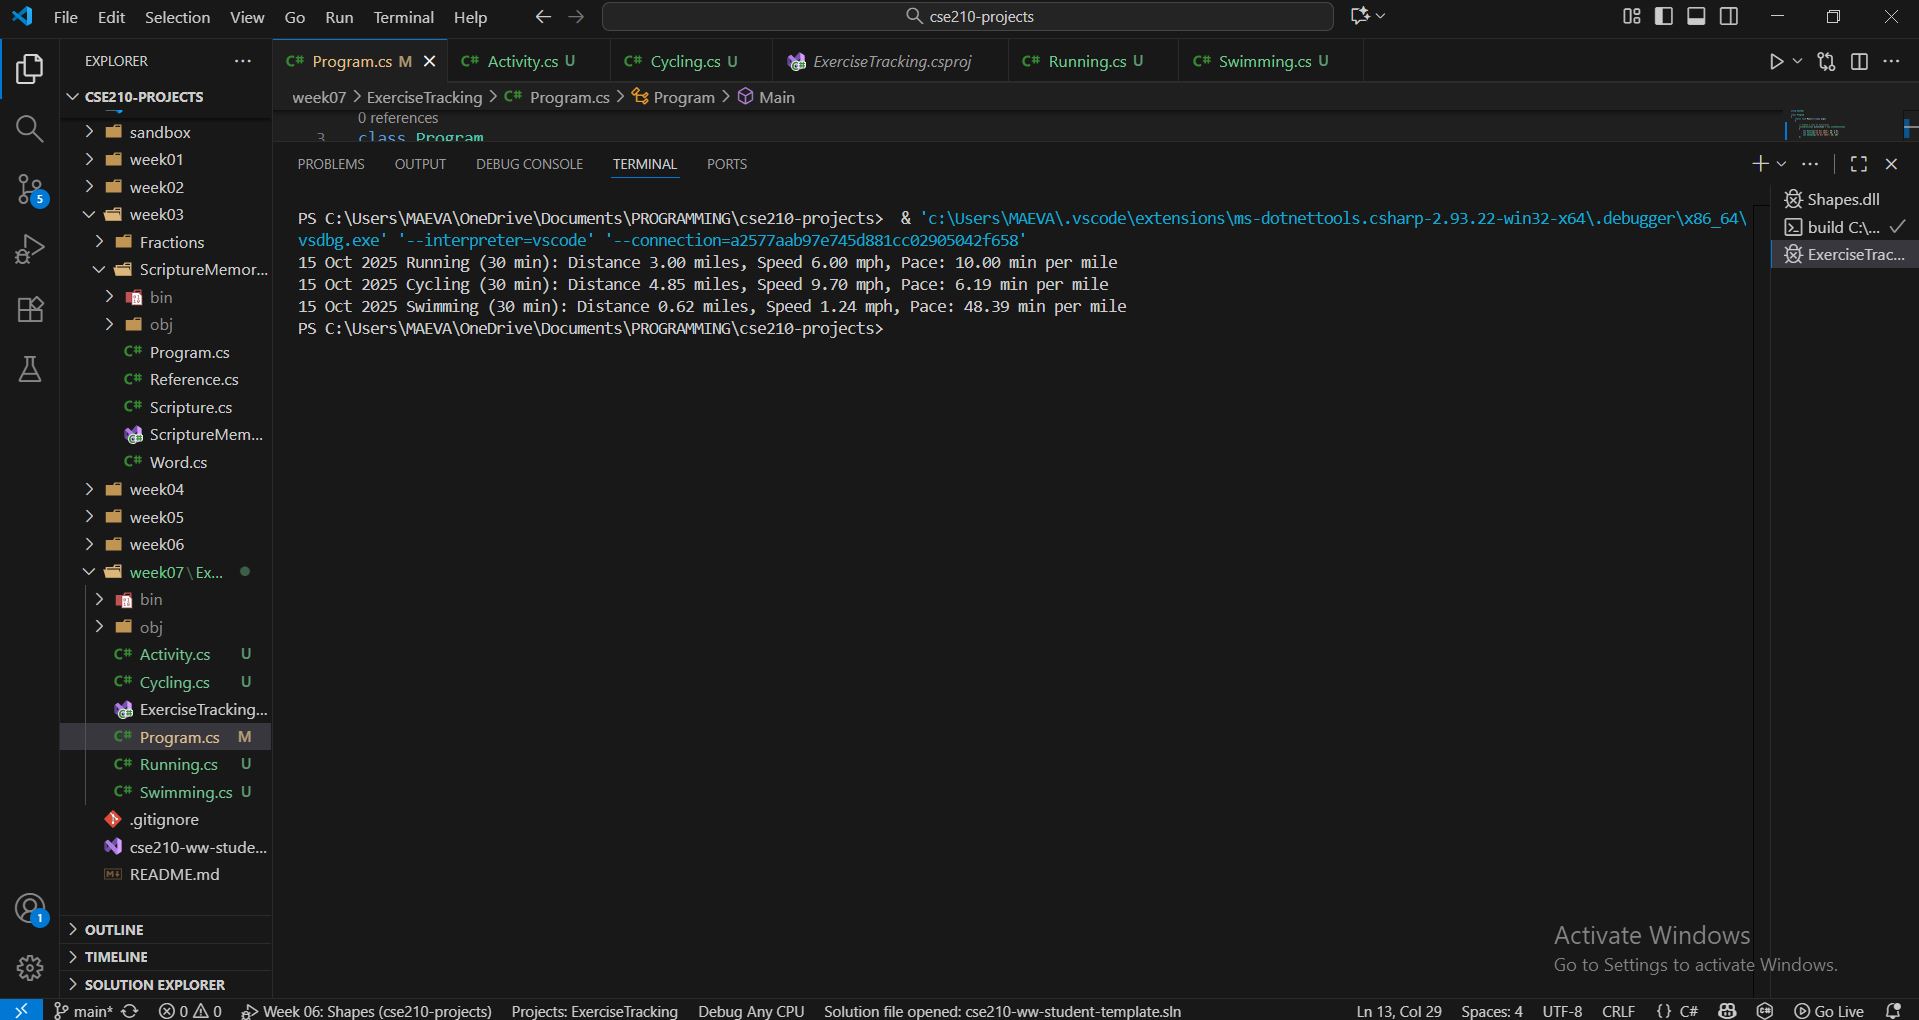 File Edit Selection View Go Run Terminal Help
cse210-projects
EXPLORER
CSE210-PROJECTS
sandbox
week01
week02
week03
Fractions
ScriptureMemor...
bin
obj
Program.cs
Reference.cs
Scripture.cs
ScriptureMem...
Word.cs
week04
week05
week06
week07\Ex...
bin
obj
Activity.cs U
Cycling.cs U
ExerciseTracking...
Program.cs M
Running.cs U
Swimming.cs U
.gitignore
cse210-ww-stude...
README.md
OUTLINE
TIMELINE
SOLUTION EXPLORER
5
1
C# Program.cs M
C# Activity.cs U
C# Cycling.cs U
ExerciseTracking.csproj
C# Running.cs U
C# Swimming.cs U
week07 > ExerciseTracking > C# Program.cs > Program > Main
0 references
3 class Program
PROBLEMS OUTPUT DEBUG CONSOLE TERMINAL PORTS
PS C:\Users\MAEVA\OneDrive\Documents\PROGRAMMING\cse210-projects> & 'c:\Users\MAEVA\.vscode\extensions\ms-dotnettools.csharp-2.93.22-win32-x64\.debugger\x86_64\
vsdbg.exe' '--interpreter=vscode' '--connection=a2577aab97e745d881cc02905042f658'
15 Oct 2025 Running (30 min): Distance 3.00 miles, Speed 6.00 mph, Pace: 10.00 min per mile
15 Oct 2025 Cycling (30 min): Distance 4.85 miles, Speed 9.70 mph, Pace: 6.19 min per mile
15 Oct 2025 Swimming (30 min): Distance 0.62 miles, Speed 1.24 mph, Pace: 48.39 min per mile
PS C:\Users\MAEVA\OneDrive\Documents\PROGRAMMING\cse210-projects>
Shapes.dll
build C:\...
ExerciseTrac...
Activate Windows
Go to Settings to activate Windows.
main* 0 0 Week 06: Shapes (cse210-projects) Projects: ExerciseTracking Debug Any CPU Solution file opened: cse210-ww-student-template.sln Ln 13, Col 29 Spaces: 4 UTF-8 CRLF {} C# Go Live